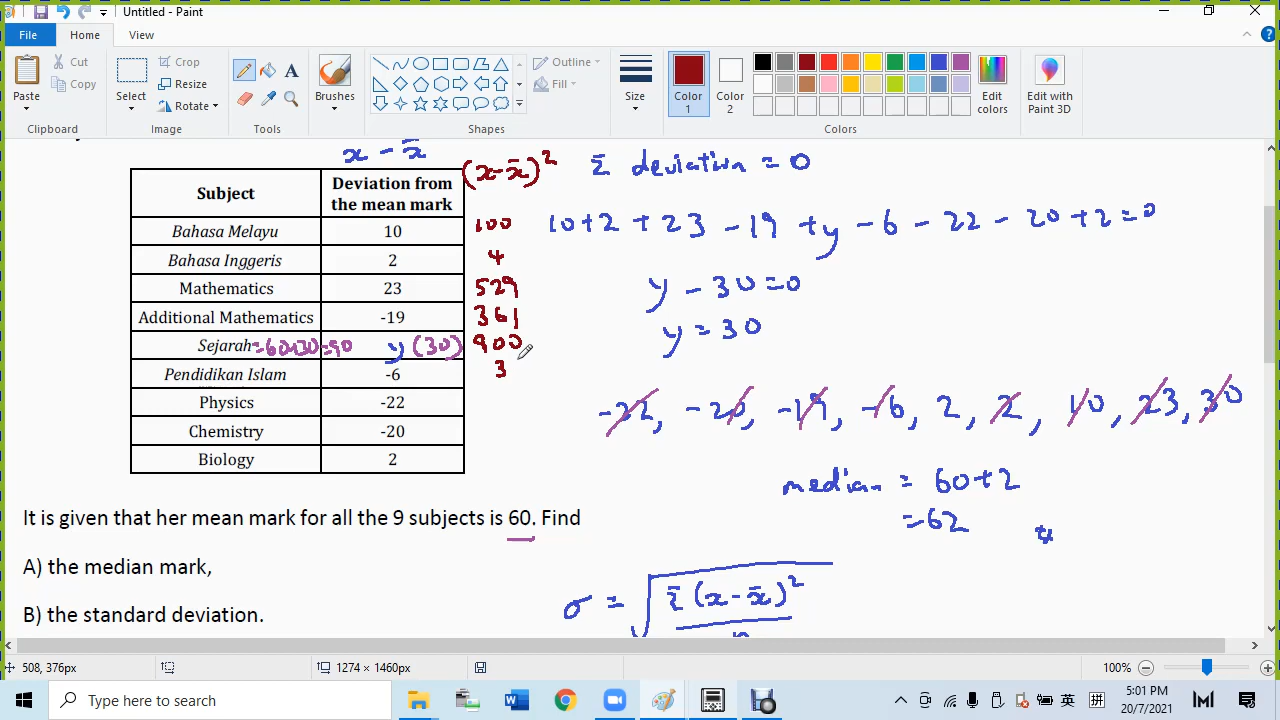 Untitled - Paint
File
Home
View
Paste
Cut
Copy
Clipboard
Select
Crop
Resize
Rotate
Image
A
Tools
Brushes
Outline
Fill
Shapes
Size
Color 1
Color 2
Edit colors
Edit with Paint 3D
Colors
x - x̄
(x-x̄)²
Σ deviation = 0
Subject Deviation from the mean mark
Bahasa Melayu 10 100
10+2+23-19+y-6-22-20+2=0
Bahasa Inggeris 2 4
Mathematics 23 529
y-30=0
Additional Mathematics -19 361
y=30
Sejarah =60+30=90 y (30) 900
Pendidikan Islam -6 3
Physics -22
-22, -20, -19, -6, 2, 2, 10, 23, 30
Chemistry -20
Biology 2
median = 60+2
=62
It is given that her mean mark for all the 9 subjects is 60. Find
A) the median mark,
σ = √Σ(x-x̄)²
B) the standard deviation.
508, 376px
1274 × 1460px
100%
Type here to search
英
拼
5:01 PM
20/7/2021